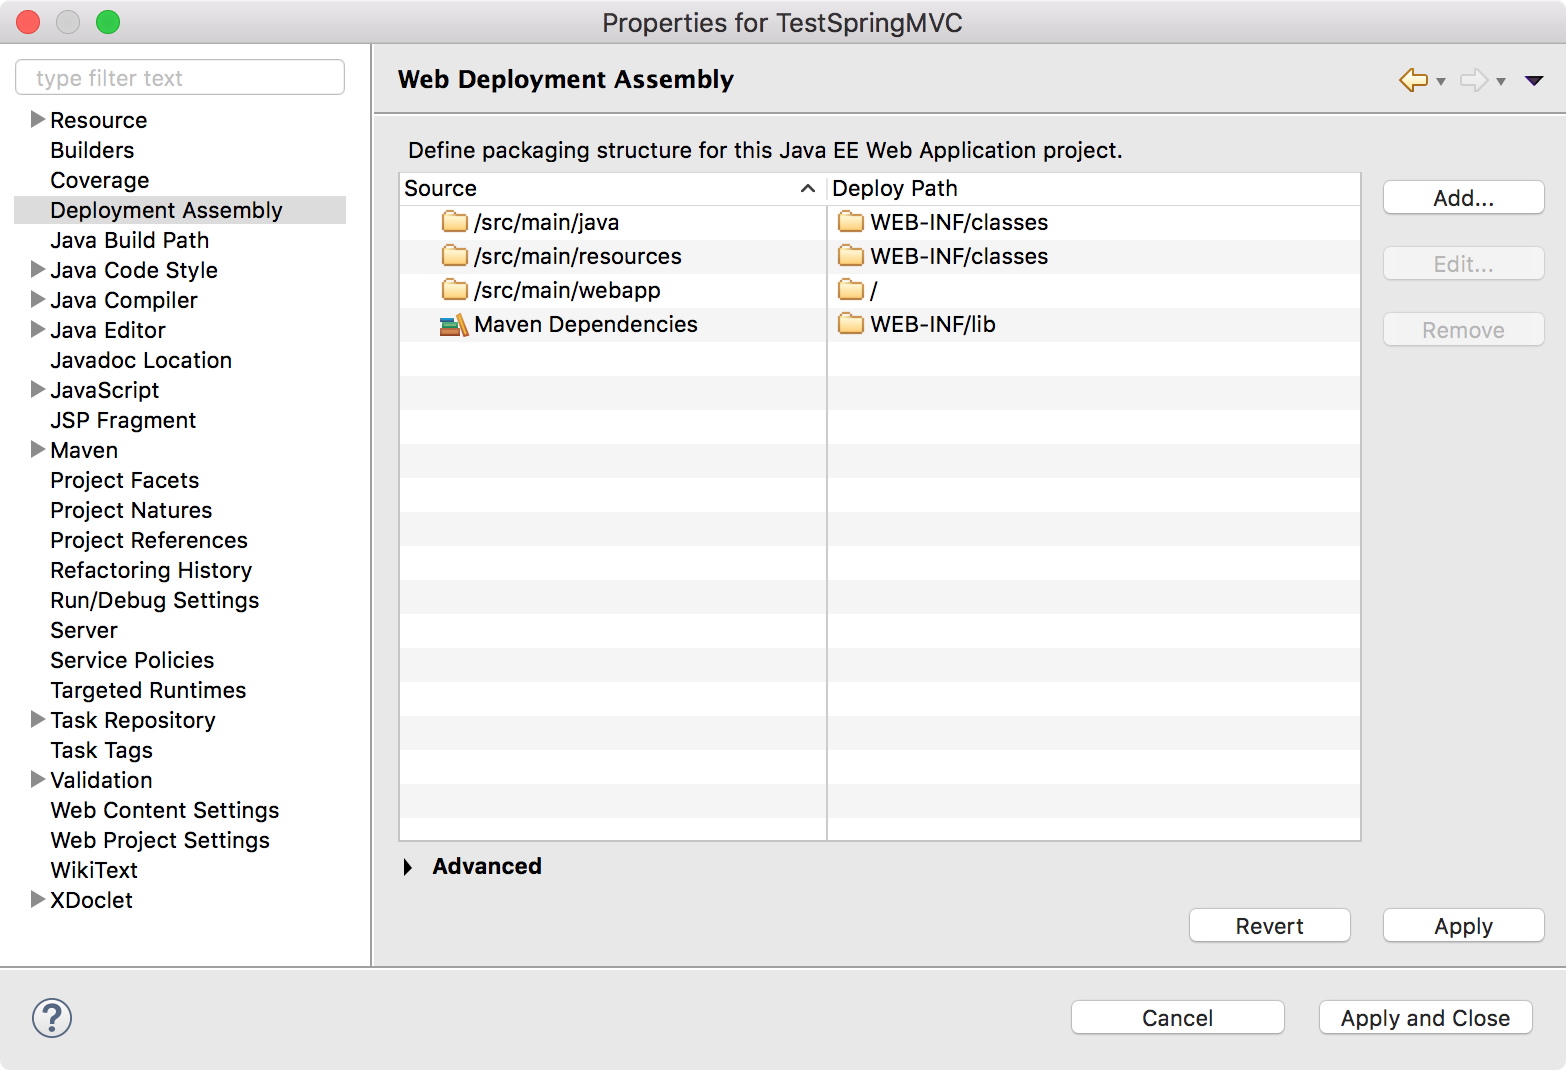 Properties for TestSpringMVC
type filter text
Resource
Builders
Coverage
Deployment Assembly
Java Build Path
Java Code Style
Java Compiler
Java Editor
Javadoc Location
JavaScript
JSP Fragment
Maven
Project Facets
Project Natures
Project References
Refactoring History
Run/Debug Settings
Server
Service Policies
Targeted Runtimes
Task Repository
Task Tags
Validation
Web Content Settings
Web Project Settings
WikiText
XDoclet
Web Deployment Assembly
Define packaging structure for this Java EE Web Application project.
Source Deploy Path
/src/main/java WEB-INF/classes
/src/main/resources WEB-INF/classes
/src/main/webapp /
Maven Dependencies WEB-INF/lib
Add...
Edit...
Remove
Advanced
Revert Apply
? Cancel Apply and Close